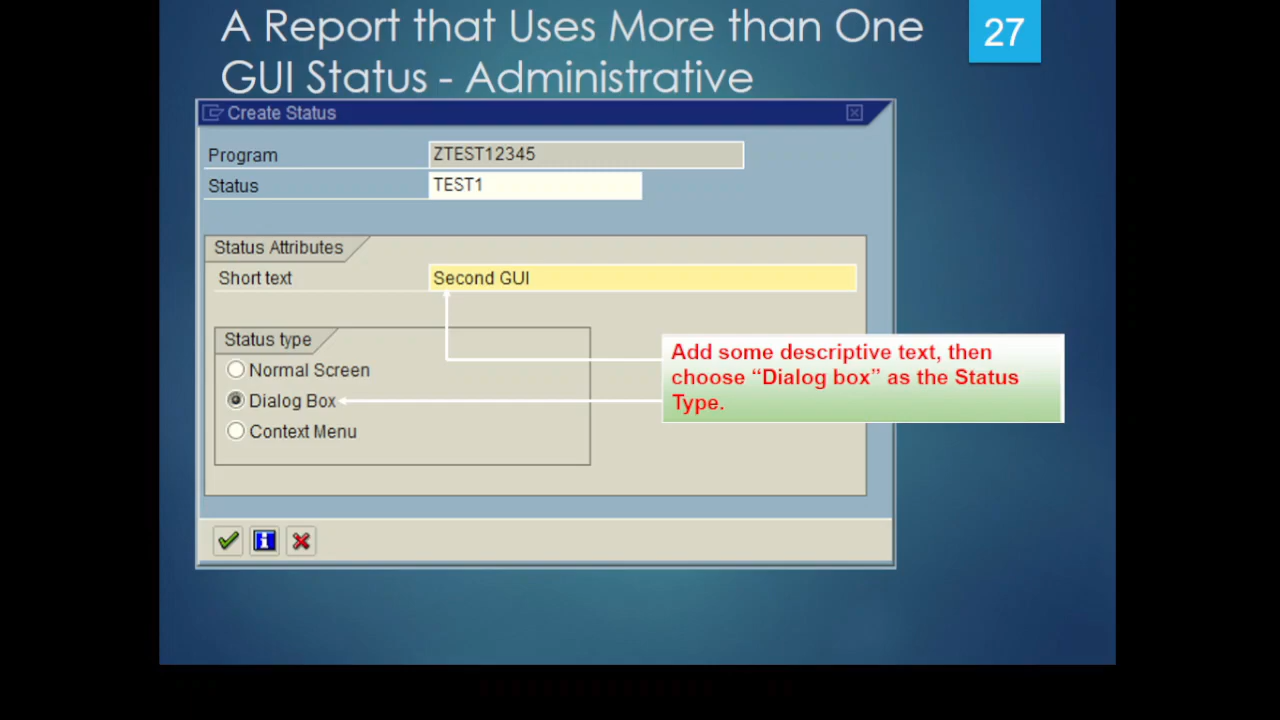 A Report that Uses More than One
GUI Status - Administrative
27
Create Status
Program ZTEST12345
Status TEST1
Status Attributes
Short text Second GUI
Status type
Normal Screen
Dialog Box
Context Menu
Add some descriptive text, then
choose “Dialog box” as the Status
Type.